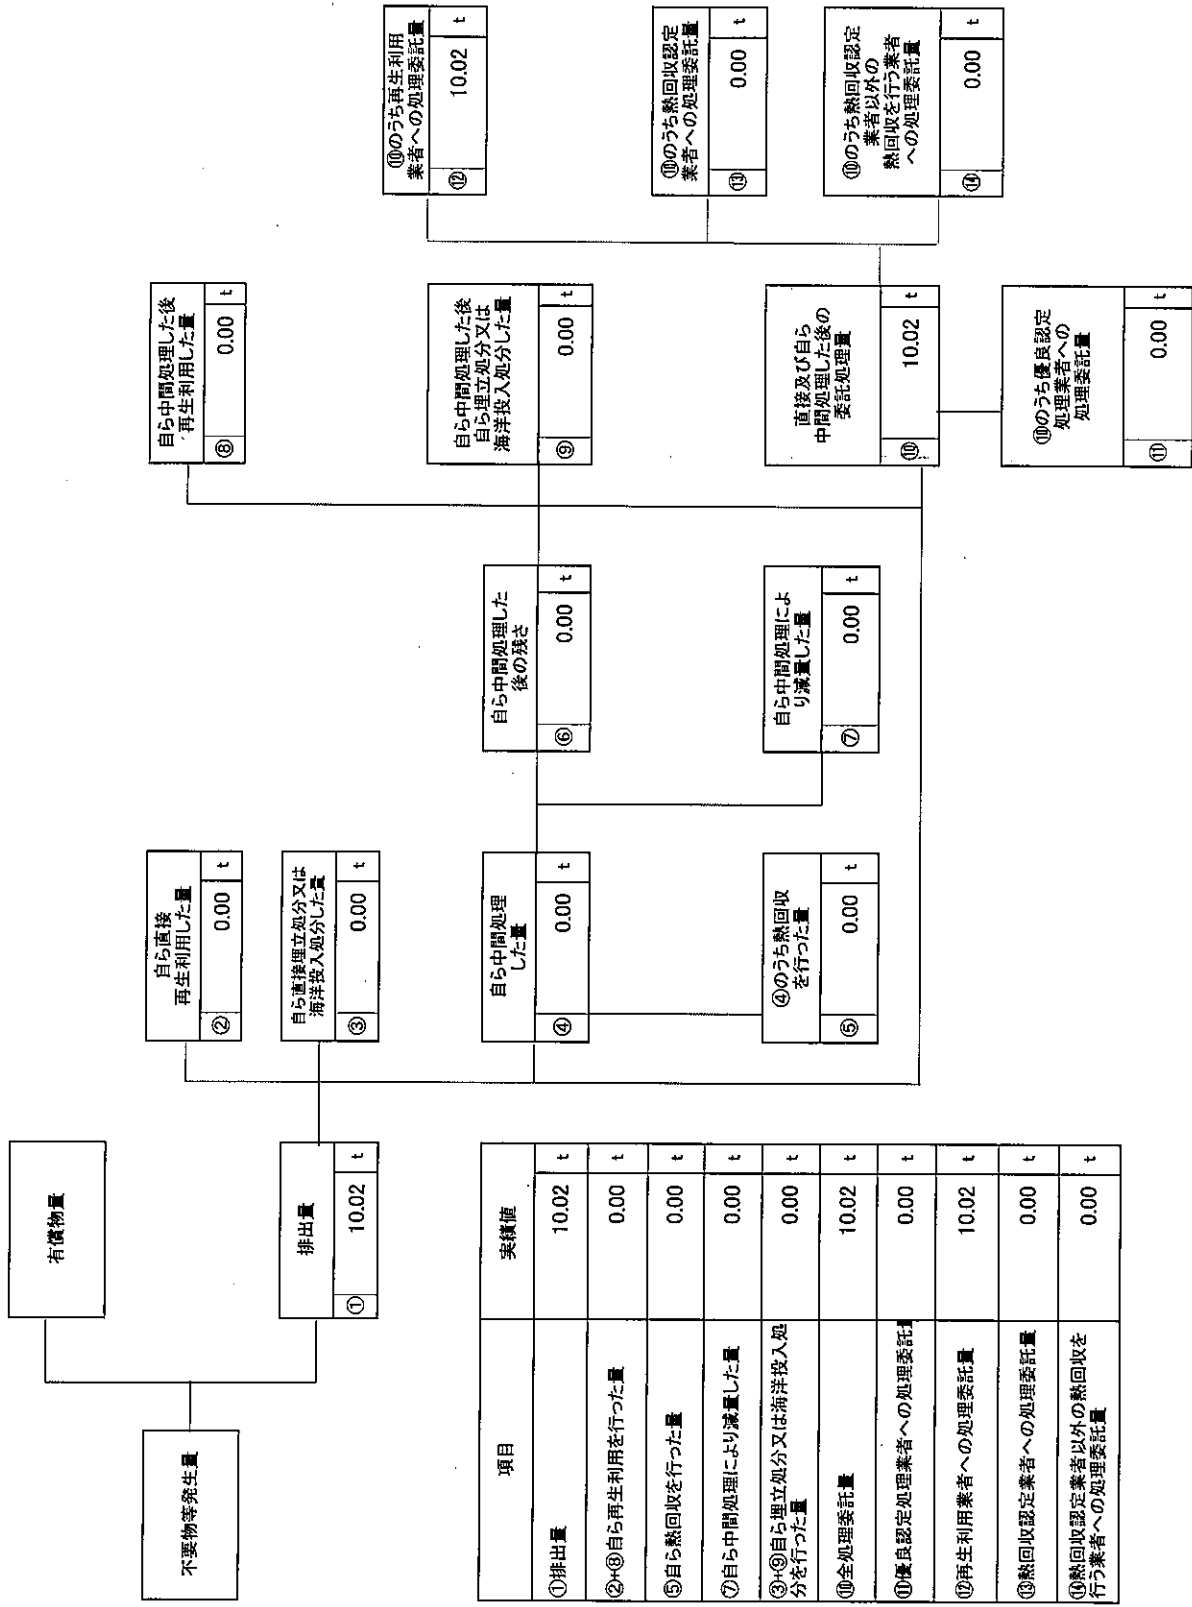 不要物等発生量
有償物量
排出量
① 10.02 t
自ら直接
再生利用した量
② 0.00 t
自ら直接埋立処分又は
海洋投入処分した量
③ 0.00 t
自ら中間処理
した量
④ 0.00 t
④のうち熱回収
を行った量
⑤ 0.00 t
自ら中間処理した
後の残さ
⑥ 0.00 t
自ら中間処理によ
り減量した量
⑦ 0.00 t
自ら中間処理した後
再生利用した量
⑧ 0.00 t
自ら中間処理した後
自ら埋立処分又は
海洋投入処分した量
⑨ 0.00 t
直接及び自ら
中間処理した後の
委託処理量
⑩ 10.02 t
⑩のうち優良認定
処理業者への
処理委託量
⑪ 0.00 t
⑩のうち再生利用
業者への処理委託量
⑫ 10.02 t
⑩のうち熱回収認定
業者への処理委託量
⑬ 0.00 t
⑩のうち熱回収認定
業者以外の
熱回収を行う業者
への処理委託量
⑭ 0.00 t
項目 実績値
①排出量 10.02 t
②+⑧自ら再生利用を行った量 0.00 t
⑤自ら熱回収を行った量 0.00 t
⑦自ら中間処理により減量した量 0.00 t
③+⑨自ら埋立処分又は海洋投入処
分を行った量 0.00 t
⑩全処理委託量 10.02 t
⑪優良認定処理業者への処理委託量 0.00 t
⑫再生利用業者への処理委託量 10.02 t
⑬熱回収認定業者への処理委託量 0.00 t
⑭熱回収認定業者以外の熱回収を
行う業者への処理委託量 0.00 t